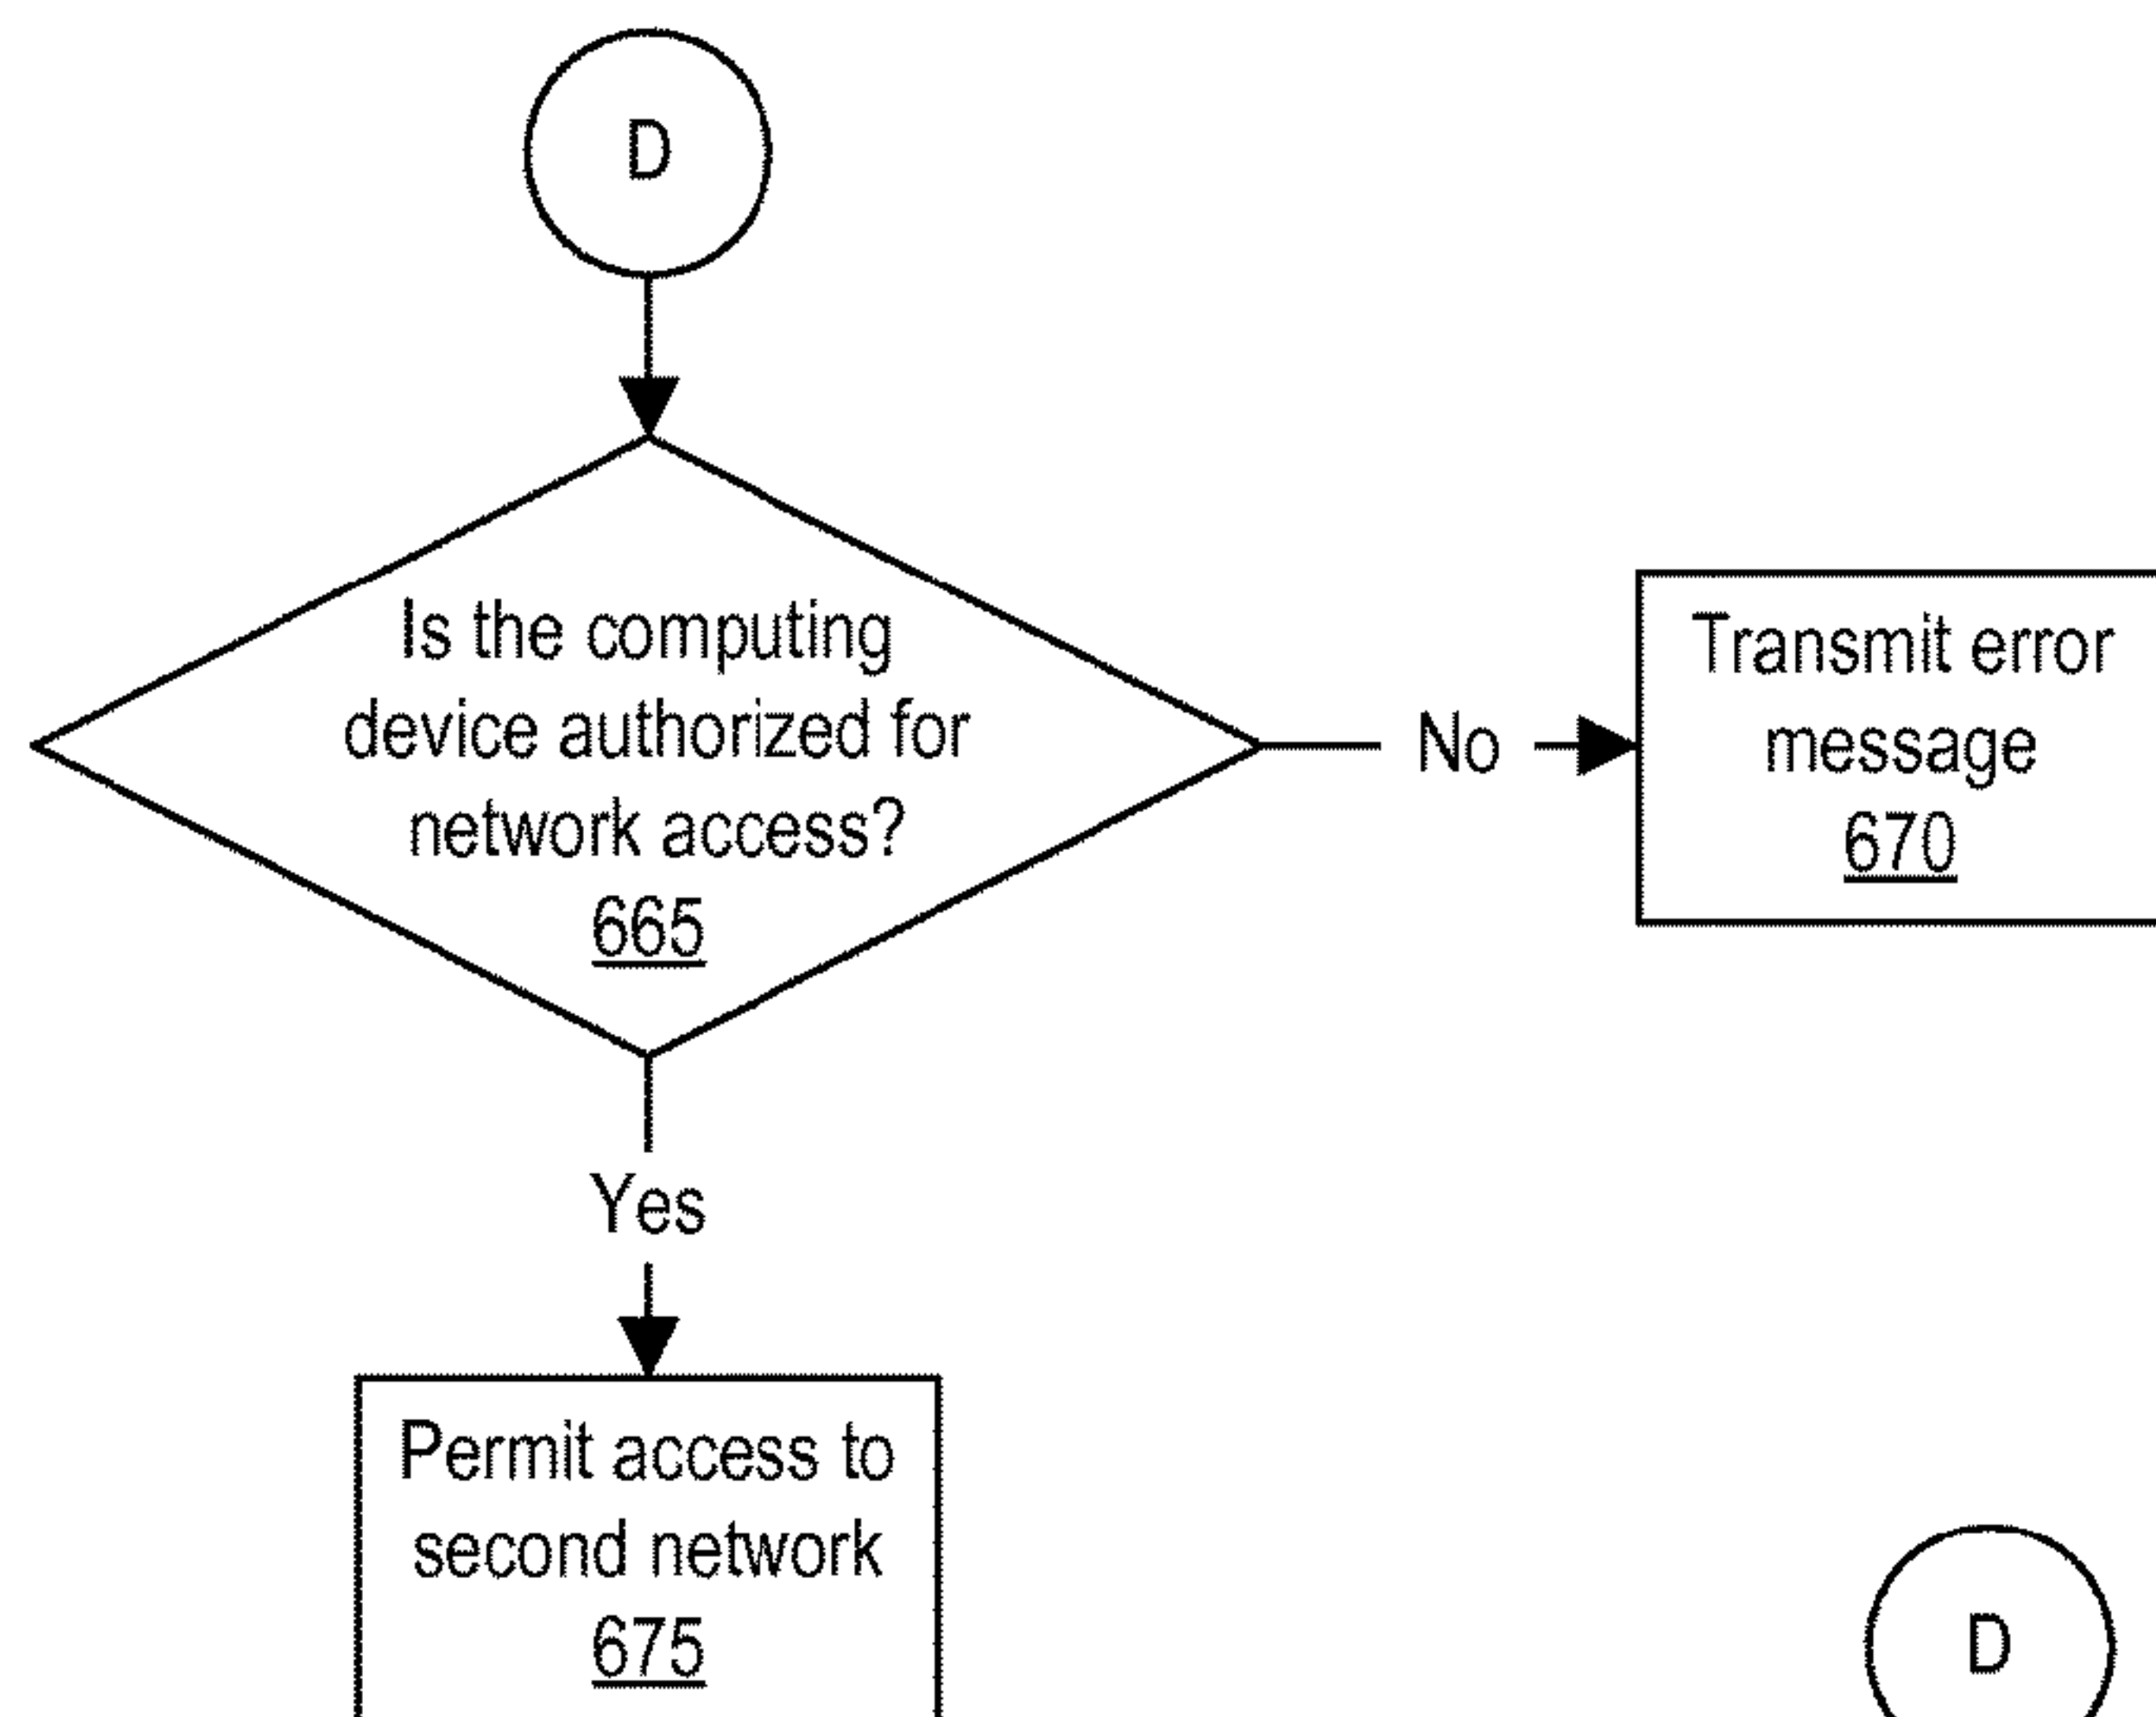 D
Is the computing
device authorized for
network access?
665
No
Transmit error
message
670
Yes
Permit access to
second network
675
D